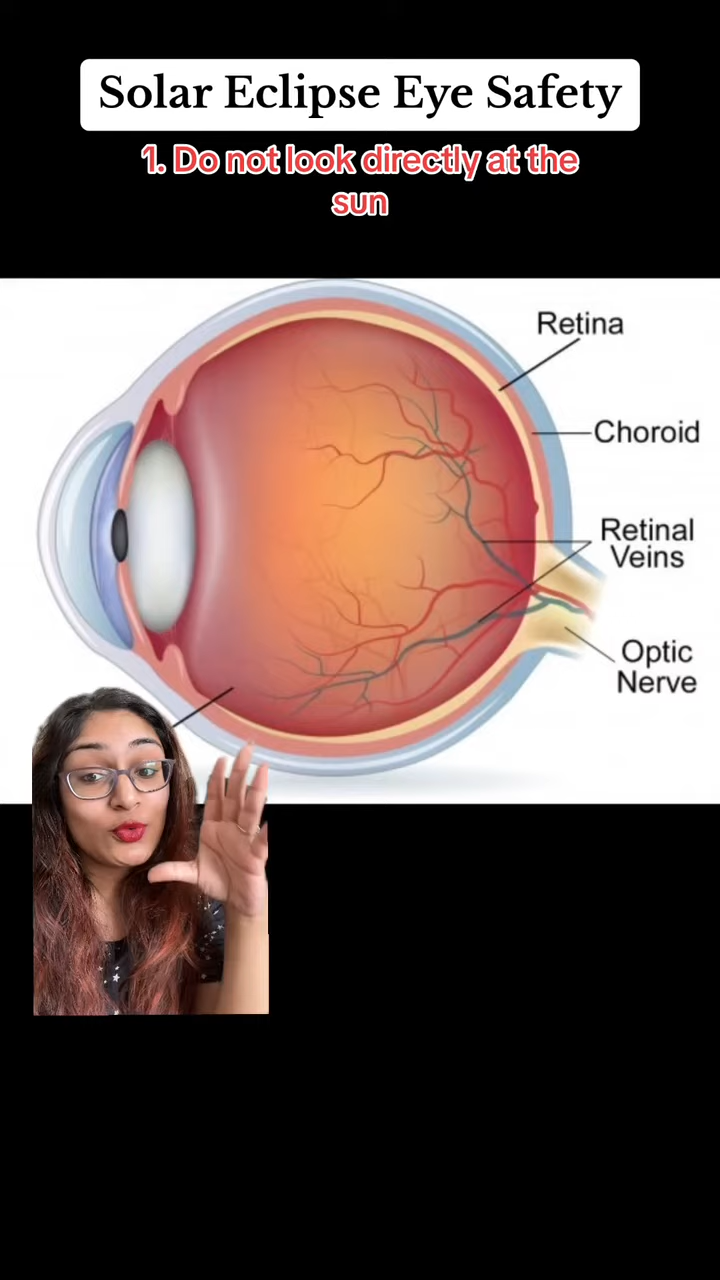 Solar Eclipse Eye Safety
1. Do not look directly at the
sun
Retina
Choroid
Retinal
Veins
Optic
Nerve